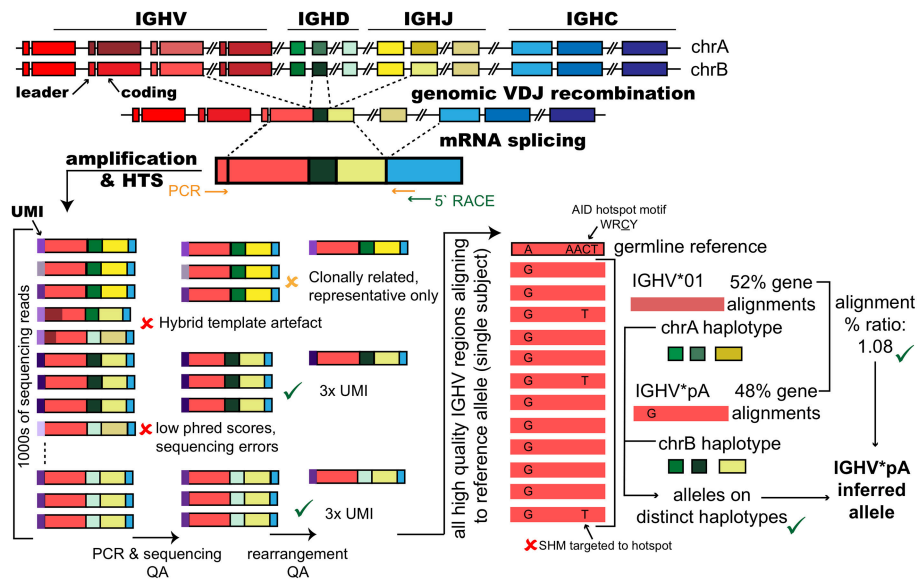 IGHV IGHD IGHJ IGHC
chrA
chrB
leader coding
genomic VDJ recombination
mRNA splicing
amplification
& HTS
PCR
5` RACE
UMI
1000s of sequencing reads
Hybrid template artefact
low phred scores,
sequencing errors
Clonally related,
representative only
3x UMI
3x UMI
PCR & sequencing
QA
rearrangement
QA
all high quality IGHV regions aligning
to reference allele (single subject)
AID hotspot motif
WRCY
A AACT germline reference
G
G
G T
G
G
G T
G
G
G
G
G
G T
SHM targeted to hotspot
IGHV*01 52% gene
alignments
chrA haplotype
IGHV*pA 48% gene
alignments
G
chrB haplotype
alleles on
distinct haplotypes
alignment
% ratio:
1.08
IGHV*pA
inferred
allele